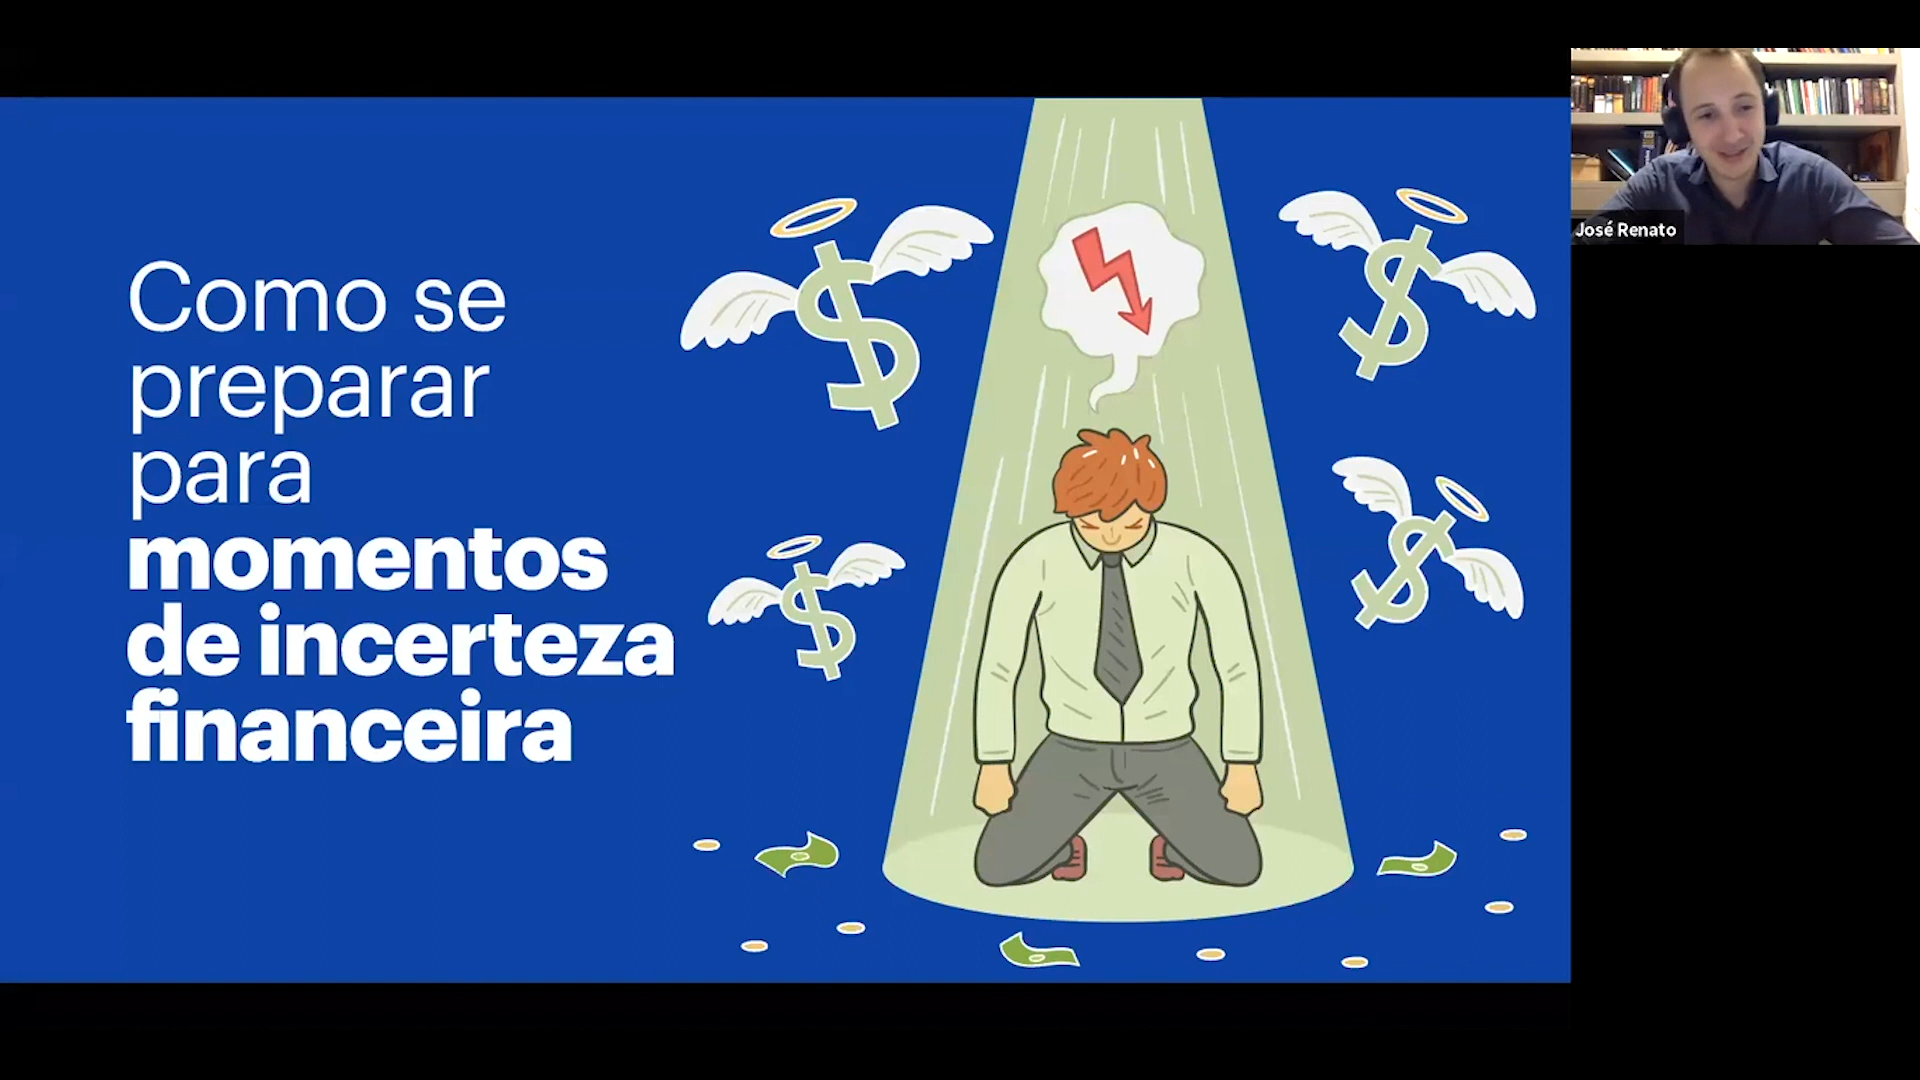 Como se
preparar
para
momentos
de incerteza
financeira
José Renato